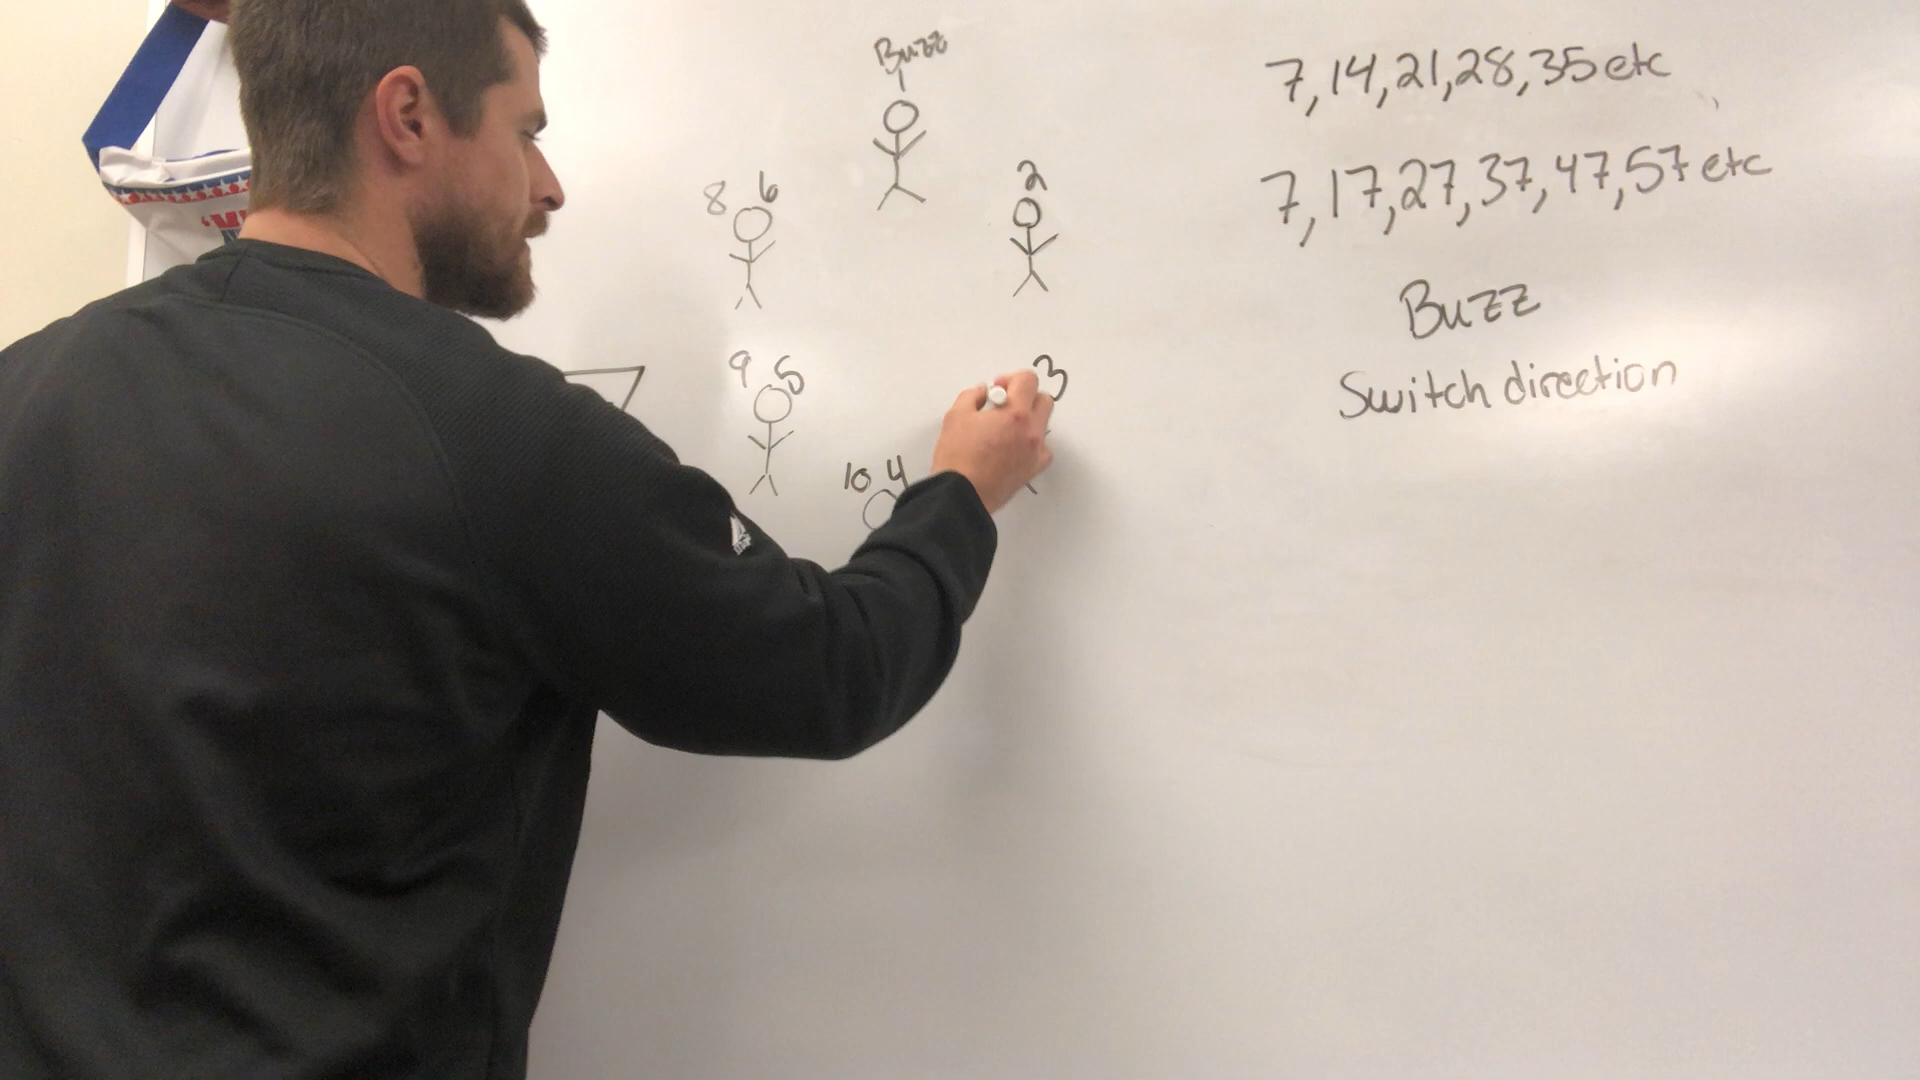 Buzz
1
2
8 6
3
9 5
10 4
7, 14, 21, 28, 35 etc
7, 17, 27, 37, 47, 57 etc
Buzz
Switch direction